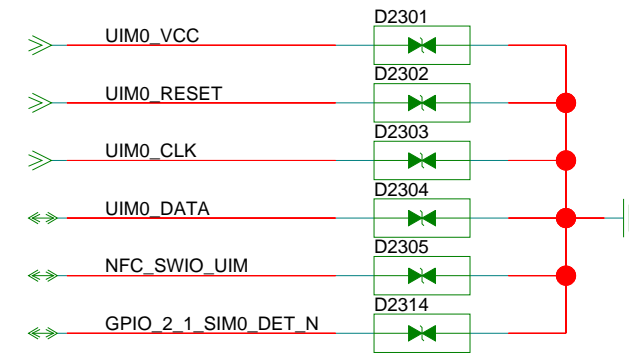 D2301
UIM0_VCC
D2302
UIM0_RESET
D2303
UIM0_CLK
D2304
UIM0_DATA
D2305
NFC_SWIO_UIM
D2314
GPIO_2_1_SIM0_DET_N